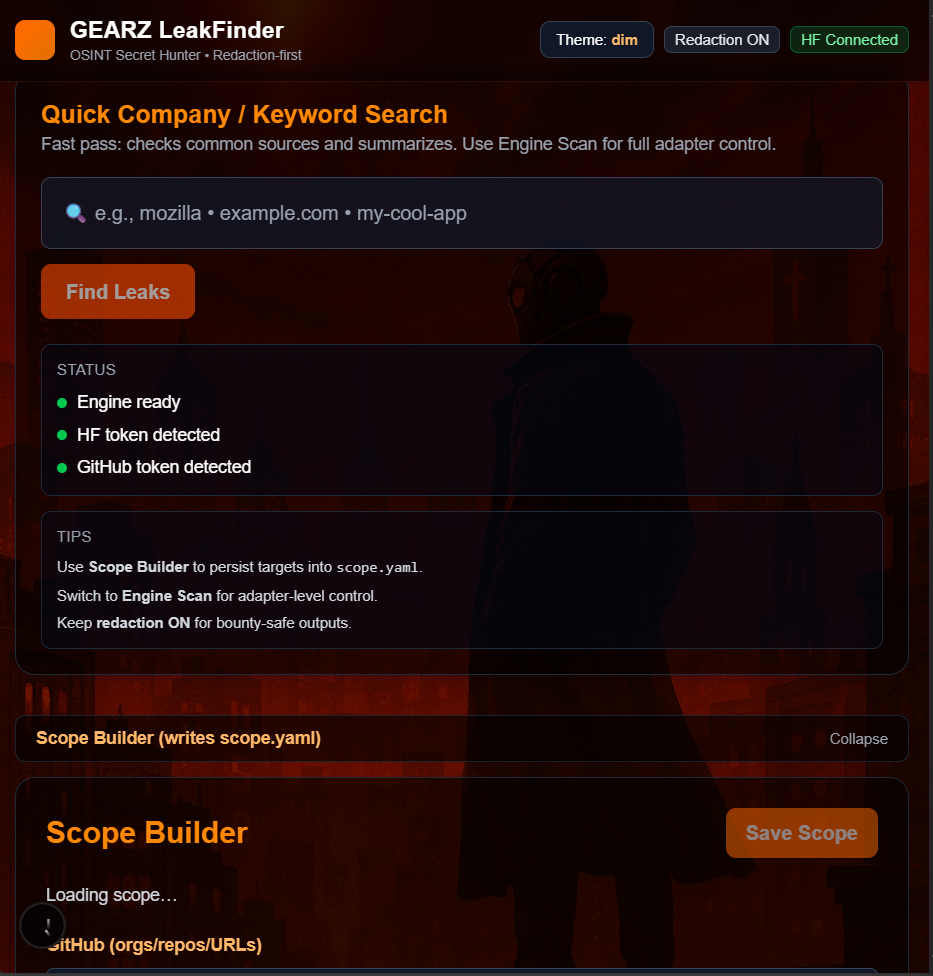 GEARZ LeakFinder
OSINT Secret Hunter • Redaction-first
Theme: dim
Redaction ON
HF Connected
Quick Company / Keyword Search
Fast pass: checks common sources and summarizes. Use Engine Scan for full adapter control.
e.g., mozilla • example.com • my-cool-app
Find Leaks
STATUS
Engine ready
HF token detected
GitHub token detected
TIPS
Use Scope Builder to persist targets into scope.yaml.
Switch to Engine Scan for adapter-level control.
Keep redaction ON for bounty-safe outputs.
Scope Builder (writes scope.yaml)
Collapse
Scope Builder
Save Scope
Loading scope…
GitHub (orgs/repos/URLs)